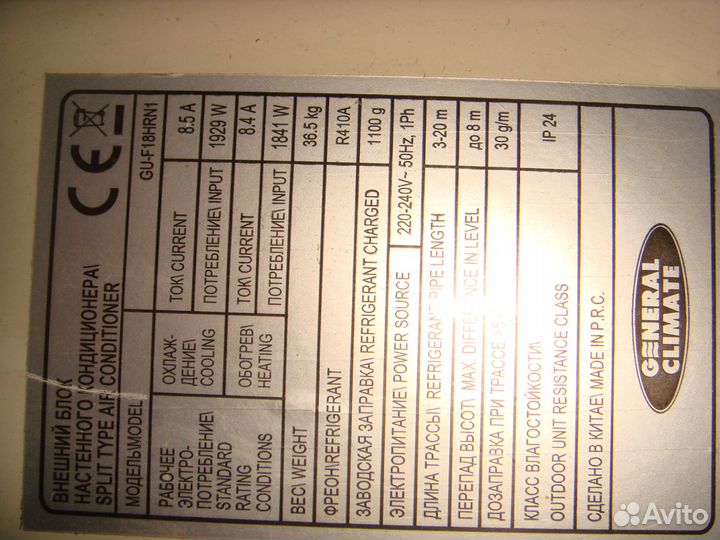 ВНЕШНИЙ БЛОК
НАСТЕННОГО КОНДИЦИОНЕРА\
SPLIT TYPE AIR CONDITIONER
CE
МОДЕЛЬ\MODEL GU-F18HRN1
РАБОЧЕЕ
ЭЛЕКТРО-
ПОТРЕБЛЕНИЕ\
STANDARD
RATING
CONDITIONS
ОХЛАЖ-
ДЕНИЕ\
COOLING
ТОК\ CURRENT 8.5 A
ПОТРЕБЛЕНИЕ\ INPUT 1929 W
ОБОГРЕВ\
HEATING
ТОК\ CURRENT 8.4 A
ПОТРЕБЛЕНИЕ\ INPUT 1841 W
ВЕС\WEIGHT 36.5 kg
ФРЕОН\REFRIGERANT R410A
ЗАВОДСКАЯ ЗАПРАВКА\ REFRIGERANT CHARGED 1100 g
ЭЛЕКТРОПИТАНИЕ\ POWER SOURCE 220-240V~ 50Hz, 1Ph
ДЛИНА ТРАССЫ\ REFRIGERANT PIPE LENGTH 3-20 m
ПЕРЕПАД ВЫСОТ\ MAX. DIFFERENCE IN LEVEL до 8 m
ДОЗАПРАВКА ПРИ ТРАССЕ >5 30 g/m
КЛАСС ВЛАГОСТОЙКОСТИ\
OUTDOOR UNIT RESISTANCE CLASS IP 24
СДЕЛАНО В КИТАЕ\ MADE IN P.R.C.
GENERAL
CLIMATE
Avito